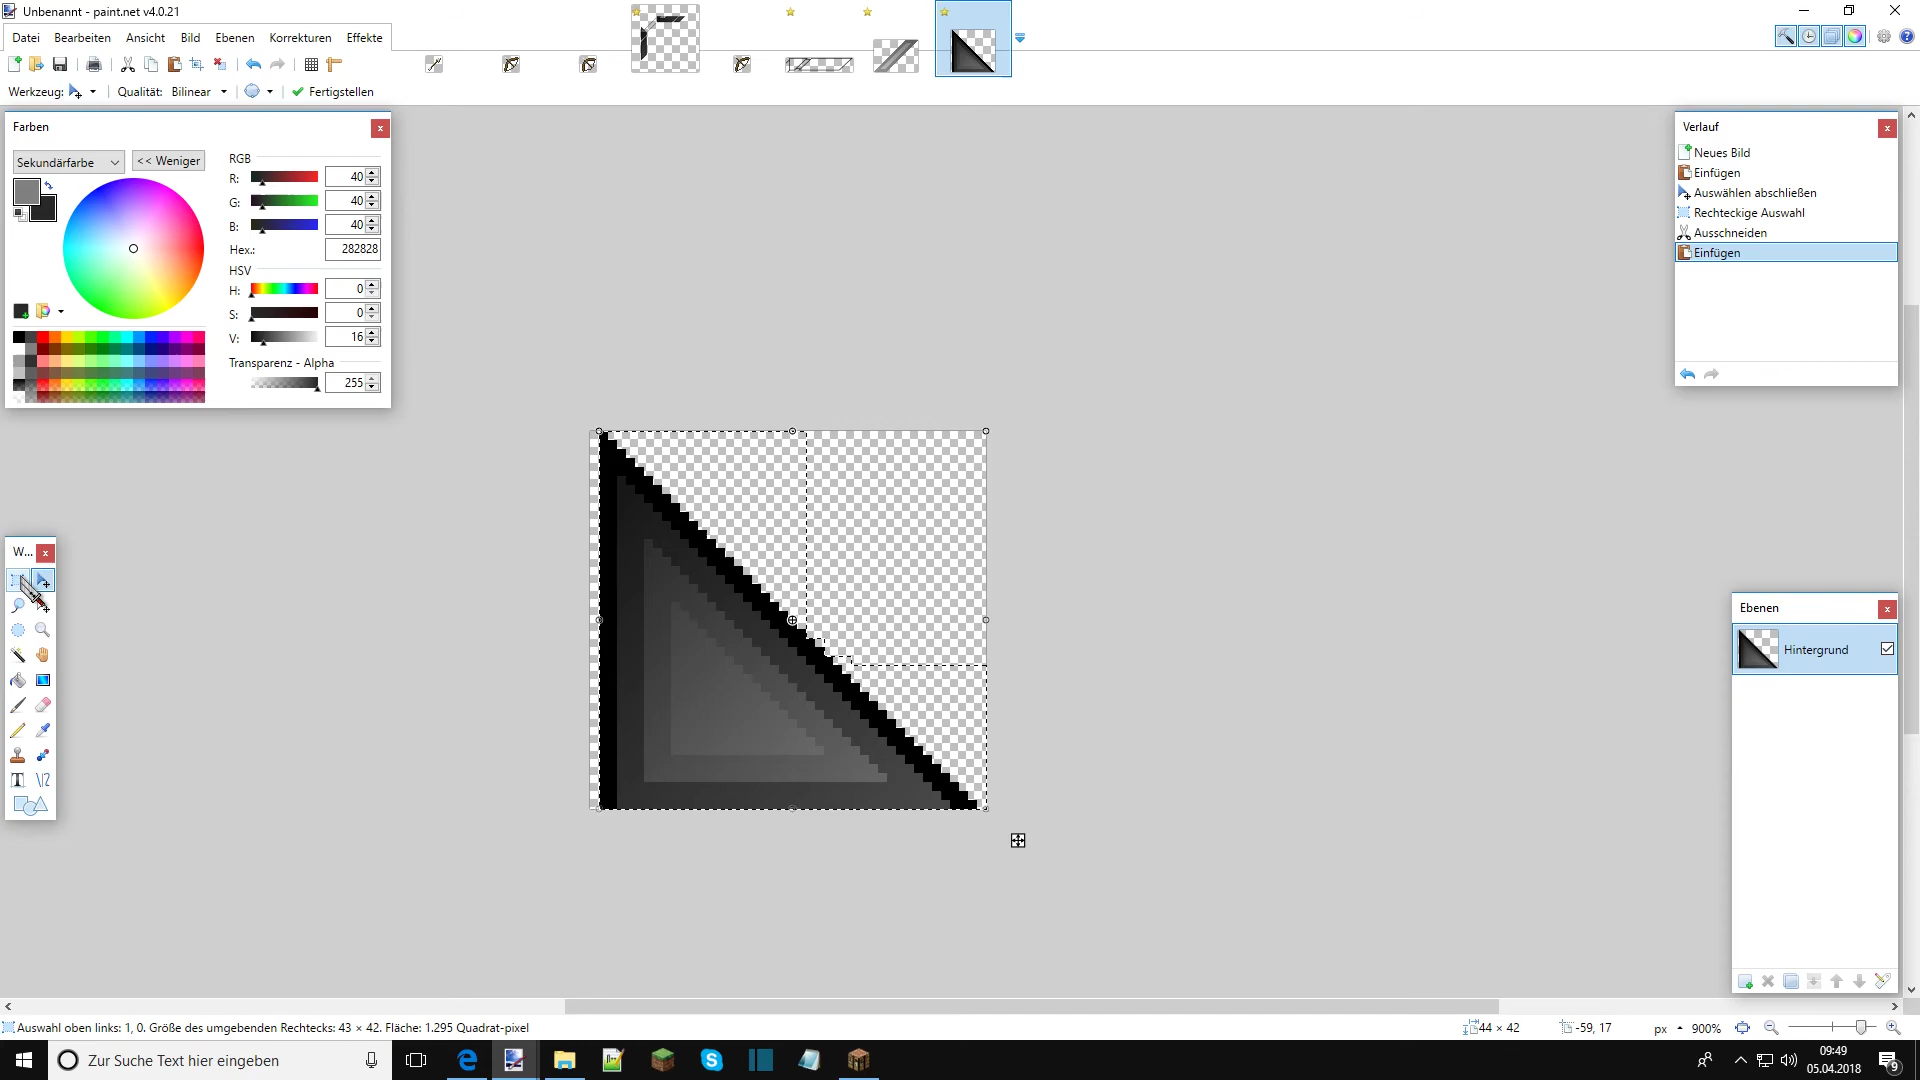 Unbenannt - paint.net v4.0.21
Datei Bearbeiten Ansicht Bild Ebenen Korrekturen Effekte
Werkzeug: Qualität: Bilinear Fertigstellen
Farben
Sekundärfarbe << Weniger
RGB
R: 40
G: 40
B: 40
Hex.: 282828
HSV
H: 0
S: 0
V: 16
Transparenz - Alpha
255
W...
Verlauf
Neues Bild
Einfügen
Auswählen abschließen
Rechteckige Auswahl
Ausschneiden
Einfügen
Ebenen
Hintergrund
Auswahl oben links: 1, 0. Größe des umgebenden Rechtecks: 43 × 42. Fläche: 1.295 Quadrat-pixel
44 × 42 -59, 17 px 900%
Zur Suche Text hier eingeben
09:49
05.04.2018
9